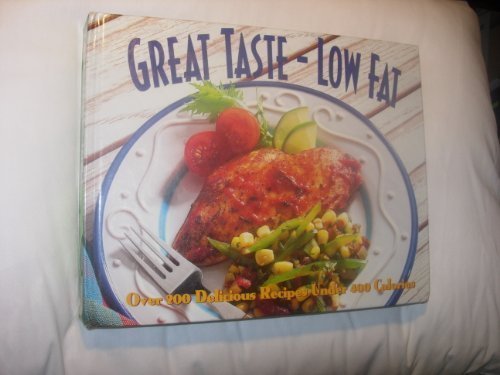 GREAT TASTE – LOW FAT
Over 200 Delicious Recipes Under 400 Calories